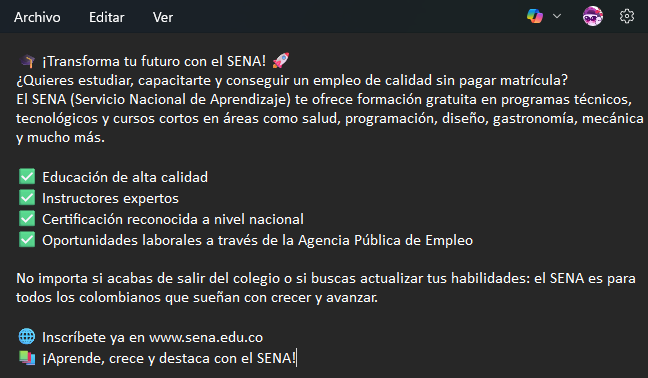 Archivo Editar Ver
🎓 ¡Transforma tu futuro con el SENA! 🚀
¿Quieres estudiar, capacitarte y conseguir un empleo de calidad sin pagar matrícula?
El SENA (Servicio Nacional de Aprendizaje) te ofrece formación gratuita en programas técnicos,
tecnológicos y cursos cortos en áreas como salud, programación, diseño, gastronomía, mecánica
y mucho más.
✅ Educación de alta calidad
✅ Instructores expertos
✅ Certificación reconocida a nivel nacional
✅ Oportunidades laborales a través de la Agencia Pública de Empleo
No importa si acabas de salir del colegio o si buscas actualizar tus habilidades: el SENA es para
todos los colombianos que sueñan con crecer y avanzar.
🌐 Inscríbete ya en www.sena.edu.co
📚 ¡Aprende, crece y destaca con el SENA!